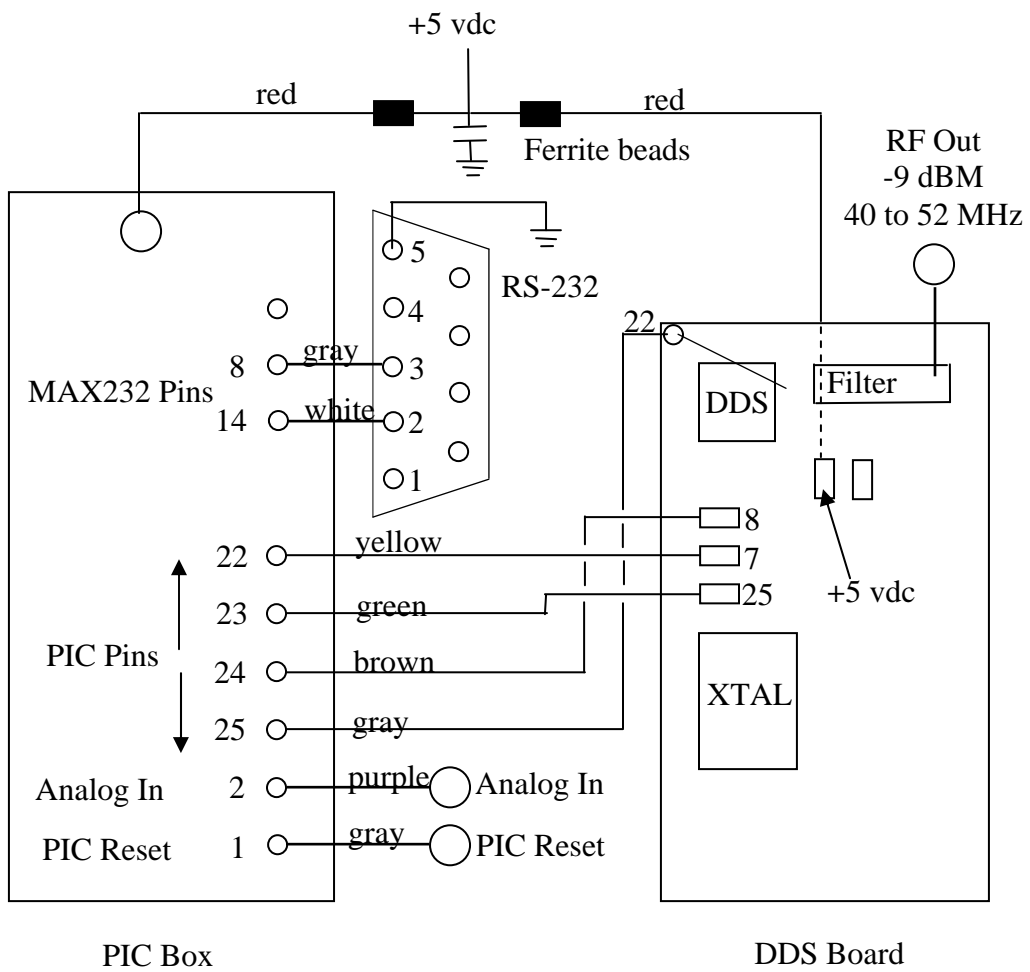 +5 vdc
red
red
Ferrite beads
RF Out
-9 dBM
40 to 52 MHz
5
RS-232
4
22
8
gray
3
MAX232 Pins
DDS
Filter
14
white
2
1
8
22
yellow
7
25
+5 vdc
23
green
PIC Pins
24
brown
XTAL
25
gray
Analog In
2
purple
Analog In
PIC Reset
1
gray
PIC Reset
PIC Box
DDS Board